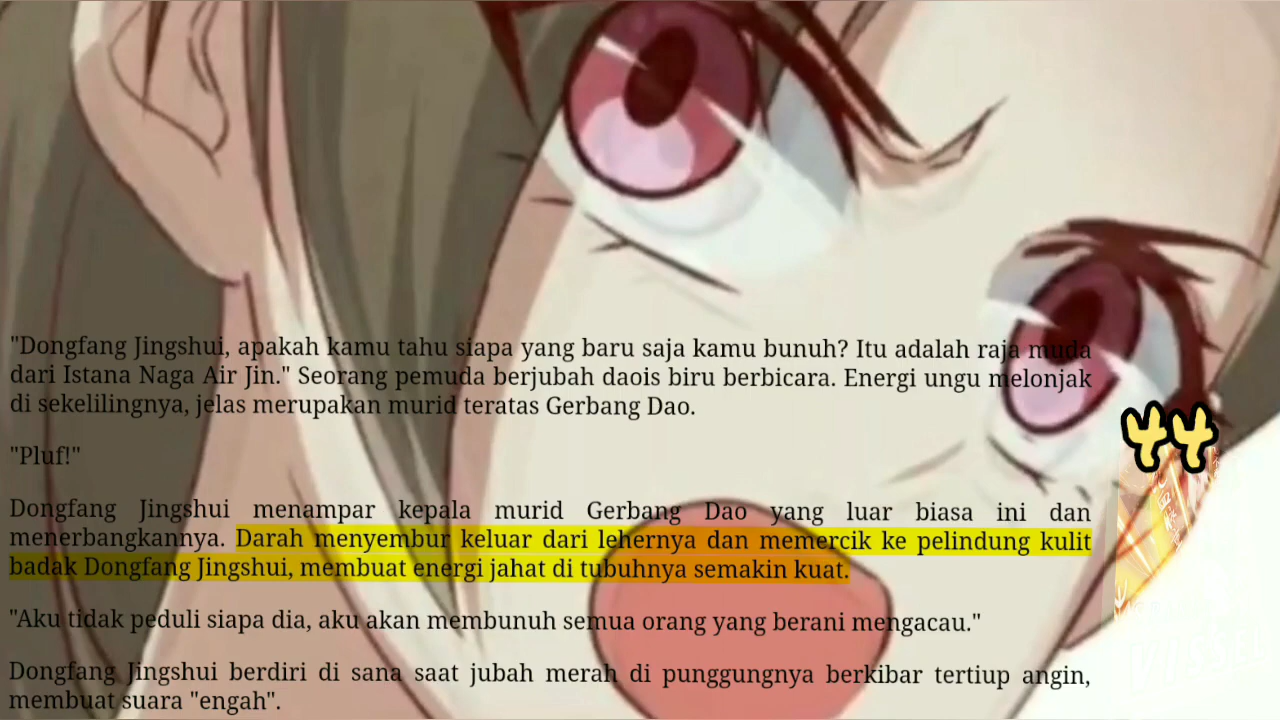 "Dongfang Jingshui, apakah kamu tahu siapa yang baru saja kamu bunuh? Itu adalah raja muda
dari Istana Naga Air Jin." Seorang pemuda berjubah daois biru berbicara. Energi ungu melonjak
di sekelilingnya, jelas merupakan murid teratas Gerbang Dao.
"Pluf!"
Dongfang Jingshui menampar kepala murid Gerbang Dao yang luar biasa ini dan
menerbangkannya. Darah menyembur keluar dari lehernya dan memercik ke pelindung kulit
badak Dongfang Jingshui, membuat energi jahat di tubuhnya semakin kuat.
"Aku tidak peduli siapa dia, aku akan membunuh semua orang yang berani mengacau."
Dongfang Jingshui berdiri di sana saat jubah merah di punggungnya berkibar tertiup angin,
membuat suara "engah".
44